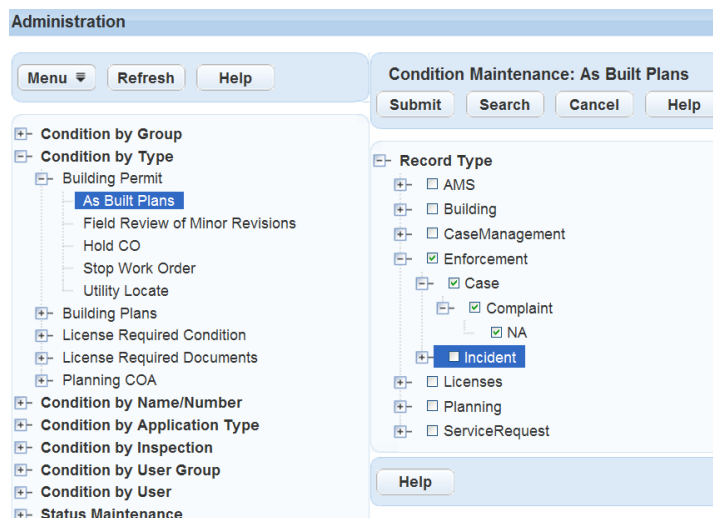 Administration
Menu
Refresh
Help
Condition by Group
Condition by Type
Building Permit
As Built Plans
Field Review of Minor Revisions
Hold CO
Stop Work Order
Utility Locate
Building Plans
License Required Condition
License Required Documents
Planning COA
Condition by Name/Number
Condition by Application Type
Condition by Inspection
Condition by User Group
Condition by User
Status Maintenance
Condition Maintenance: As Built Plans
Submit
Search
Cancel
Help
Record Type
AMS
Building
CaseManagement
Enforcement
Case
Complaint
NA
Incident
Licenses
Planning
ServiceRequest
Help